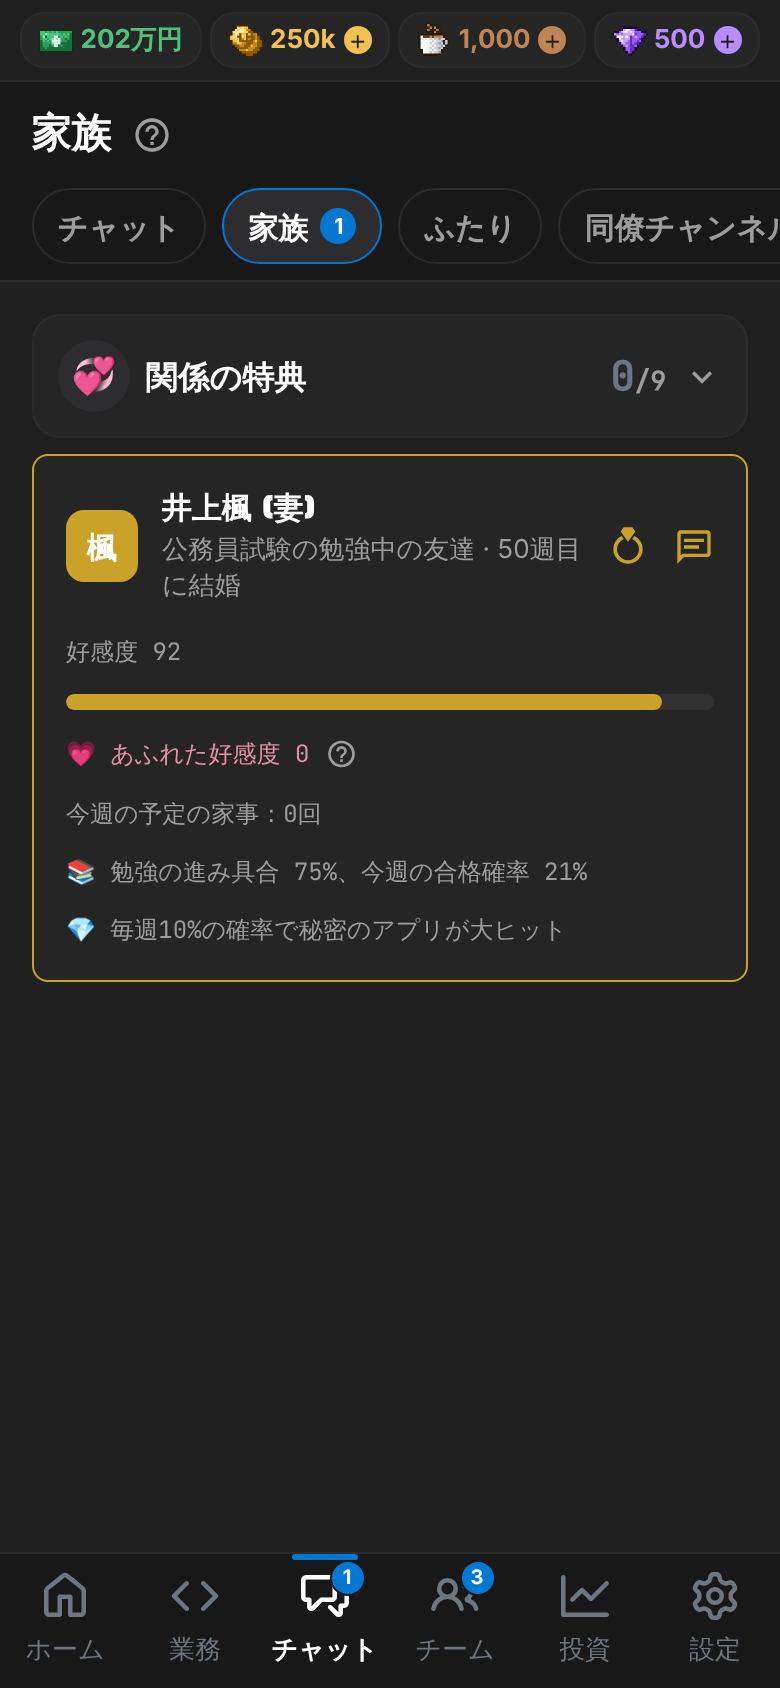 202万円 250k 1,000 500
家族
チャット 家族 1 ふたり 同僚チャンネル
関係の特典 0/9
楓 井上楓 (妻)
公務員試験の勉強中の友達 · 50週目
に結婚
好感度 92
あふれた好感度 0
今週の予定の家事：0回
勉強の進み具合 75%、今週の合格確率 21%
毎週10%の確率で秘密のアプリが大ヒット
1 3
ホーム 業務 チャット チーム 投資 設定